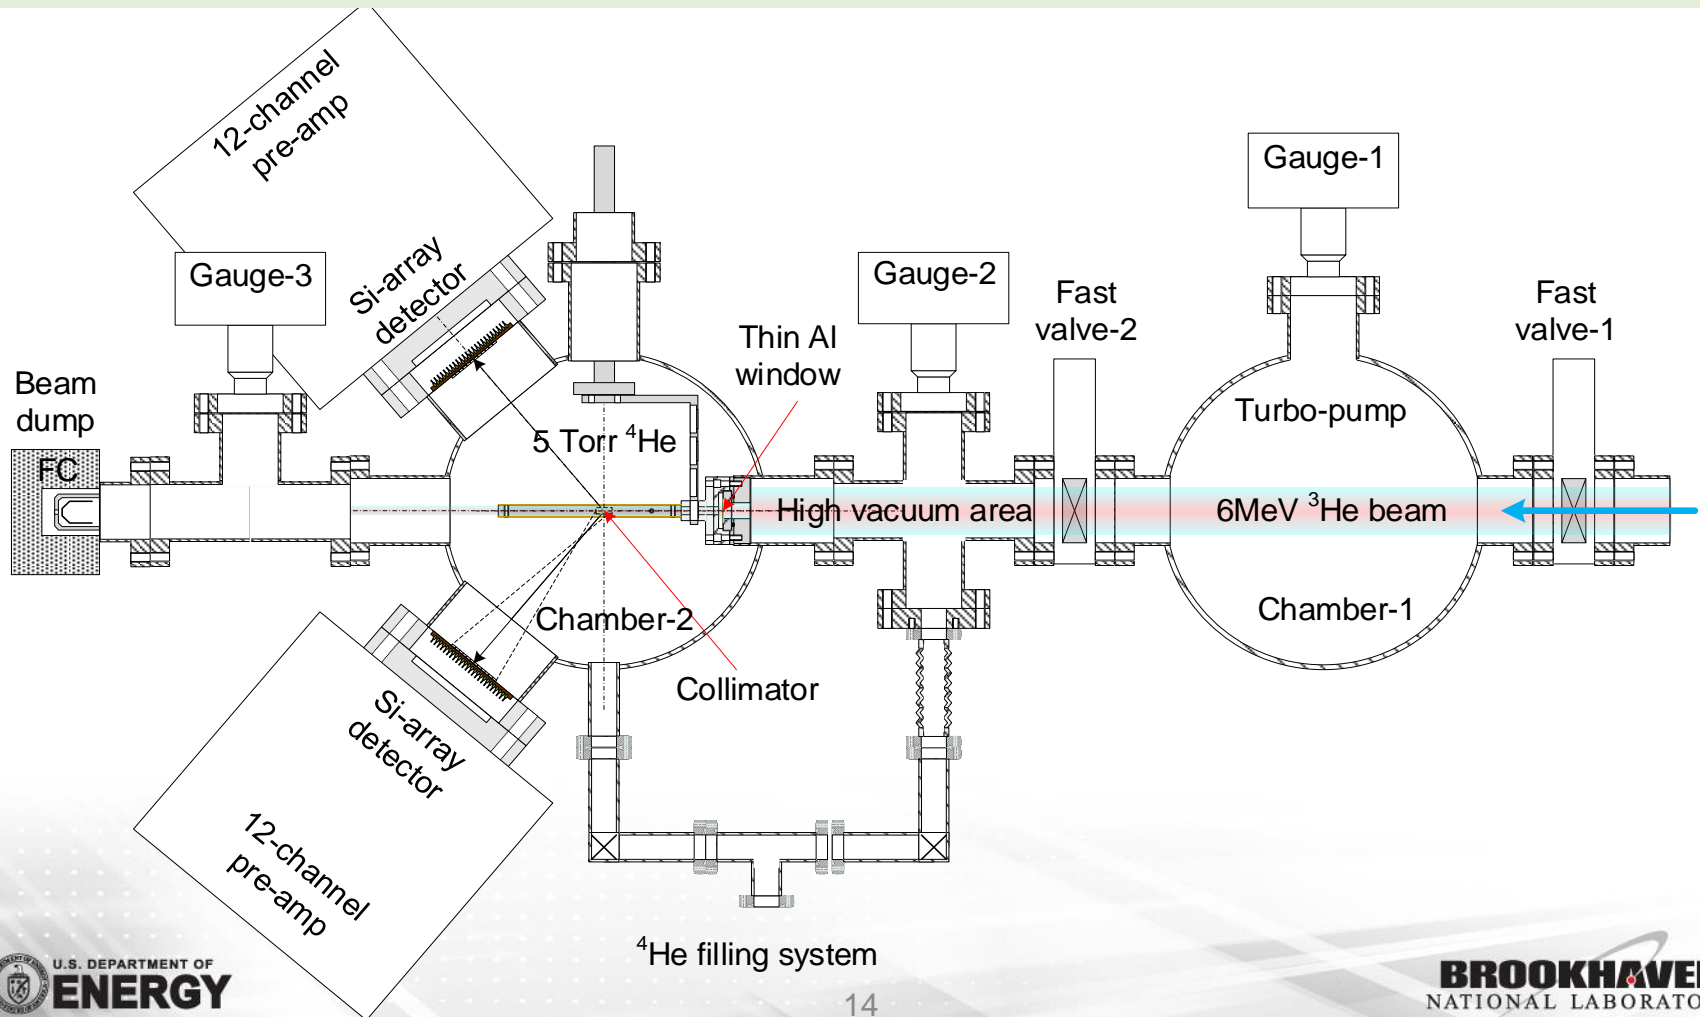 12-channel
pre-amp
Si-array
detector
Gauge-3
Beam
dump
FC
5 Torr ⁴He
Thin Al
window
Gauge-2
Fast
valve-2
Gauge-1
Fast
valve-1
Turbo-pump
High vacuum area
6MeV ³He beam
Chamber-2
Chamber-1
Collimator
Si-array
detector
12-channel
pre-amp
⁴He filling system
U.S. DEPARTMENT OF
ENERGY
14
BROOKHAVE
NATIONAL LABORATO